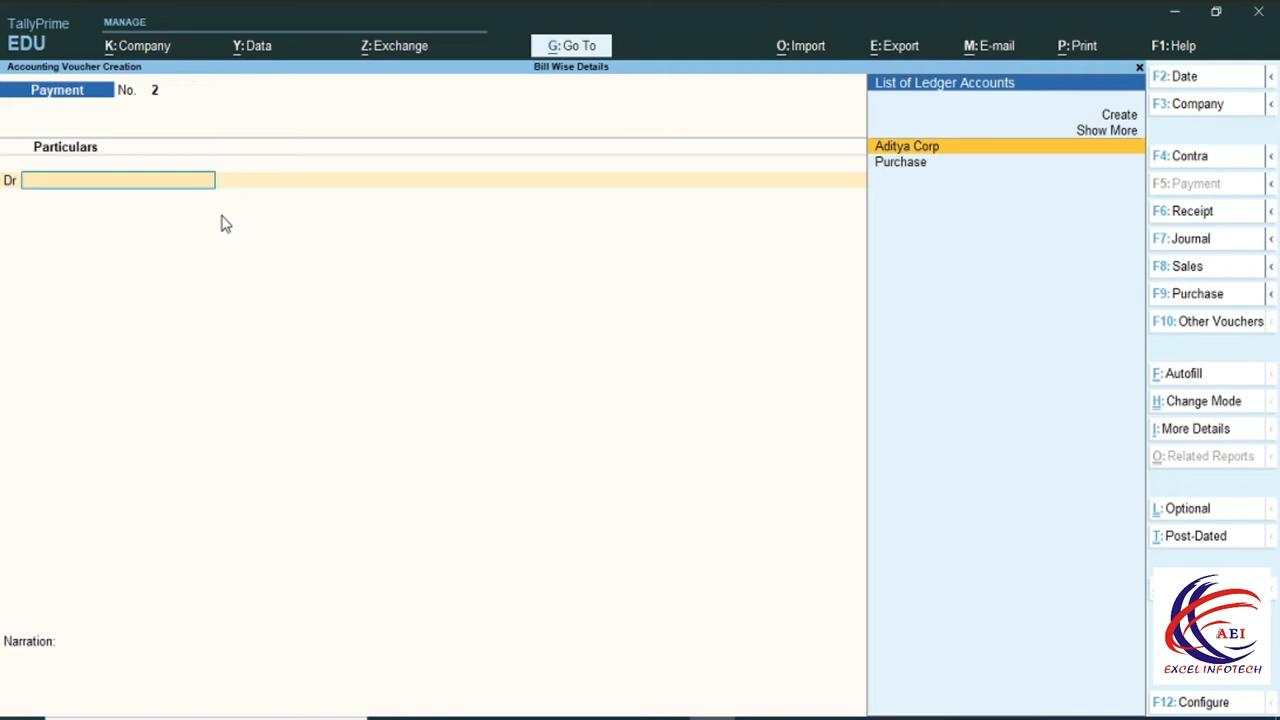 TallyPrime
EDU
MANAGE
K: Company
Y: Data
Z: Exchange
G: Go To
O: Import
E: Export
M: E-mail
P: Print
F1: Help
Accounting Voucher Creation
Bill Wise Details
Payment No. 2
Particulars
Dr
Narration:
List of Ledger Accounts
Create
Show More
Aditya Corp
Purchase
F2: Date
F3: Company
F4: Contra
F5: Payment
F6: Receipt
F7: Journal
F8: Sales
F9: Purchase
F10: Other Vouchers
F: Autofill
H: Change Mode
I: More Details
O: Related Reports
L: Optional
T: Post-Dated
AEI
EXCEL INFOTECH
F12: Configure